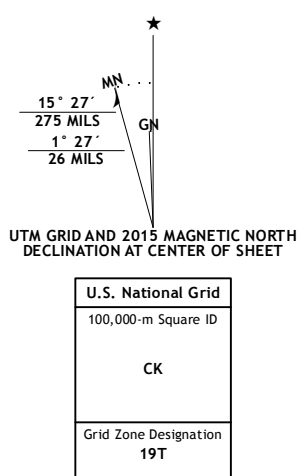 MN
GN
15° 27´
275 MILS
1° 27´
26 MILS
UTM GRID AND 2015 MAGNETIC NORTH
DECLINATION AT CENTER OF SHEET
U.S. National Grid
100,000-m Square ID
CK
Grid Zone Designation
19T